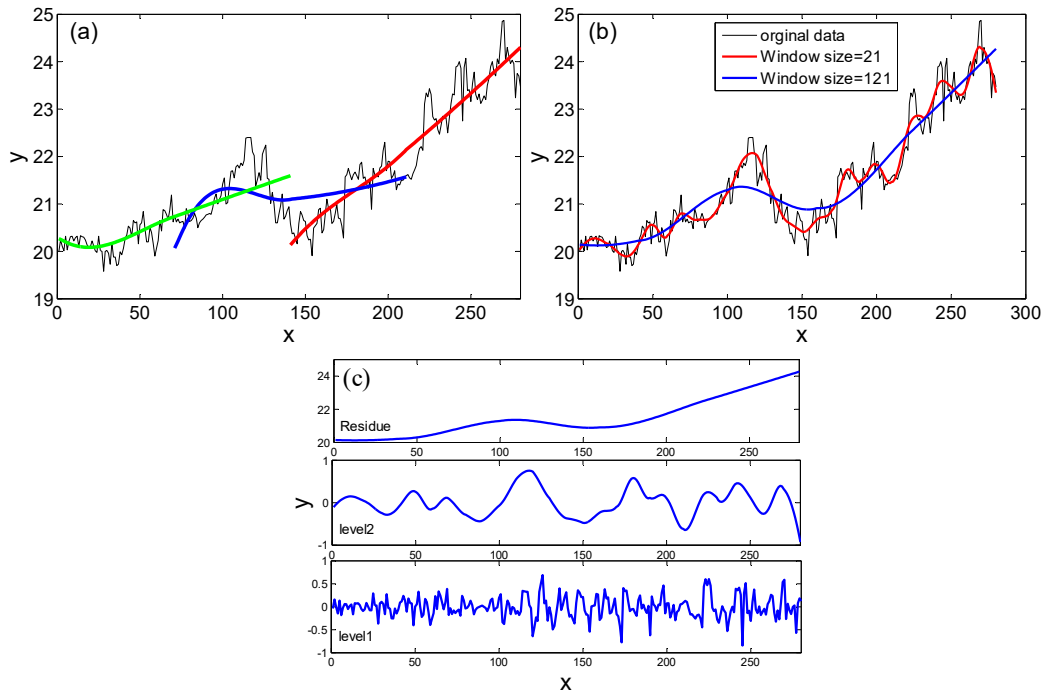 (a)
25
24
23
22
21
20
19
y
0 50 100 150 200 250
x
(b)
orginal data
Window size=21
Window size=121
25
24
23
22
21
20
19
y
0 50 100 150 200 250 300
x
(c)
24
22
20
Residue
0 50 100 150 200 250
y
1
0
-1
level2
0 50 100 150 200 250
1
0.5
0
-0.5
-1
level1
0 50 100 150 200 250
x